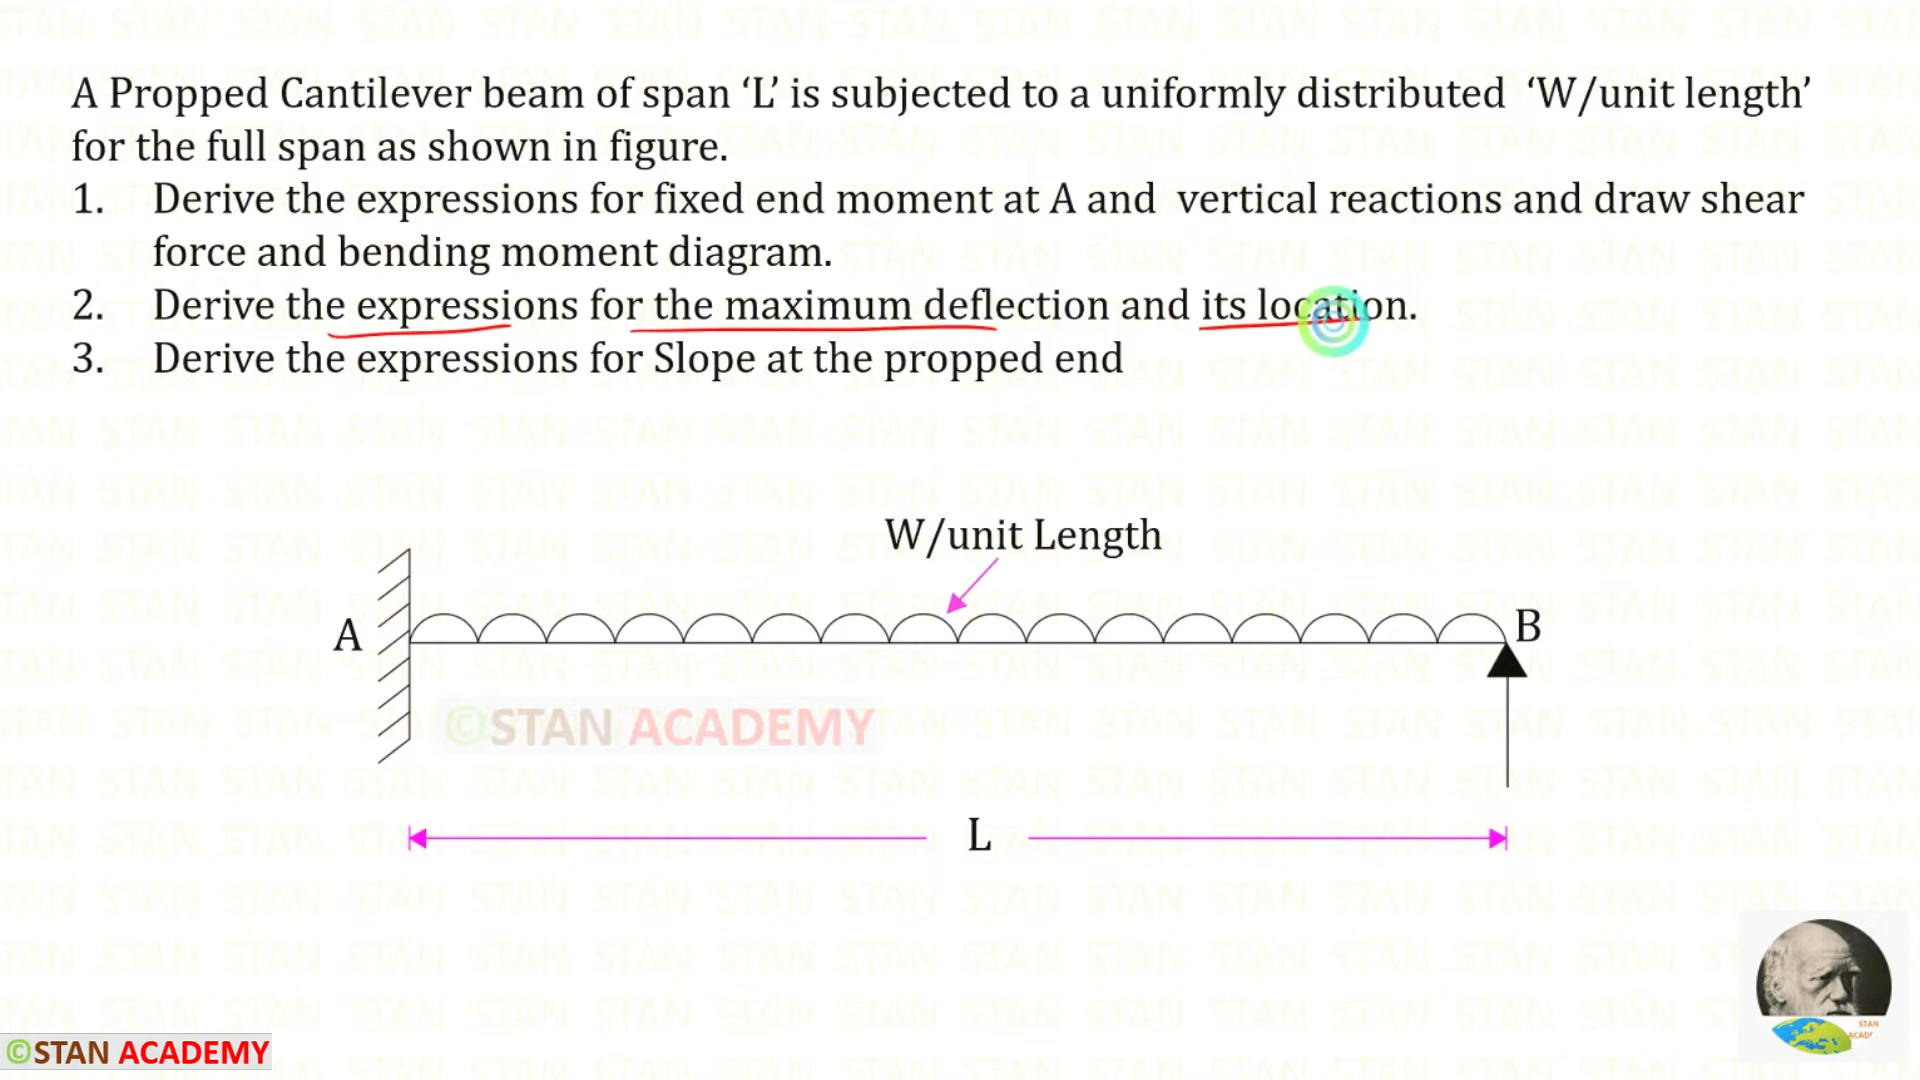 A Propped Cantilever beam of span ‘L’ is subjected to a uniformly distributed ‘W/unit length’
for the full span as shown in figure.
1. Derive the expressions for fixed end moment at A and vertical reactions and draw shear
force and bending moment diagram.
2. Derive the expressions for the maximum deflection and its location.
3. Derive the expressions for Slope at the propped end
W/unit Length
A
B
©STAN ACADEMY
L
STAN
©STAN ACADEMY